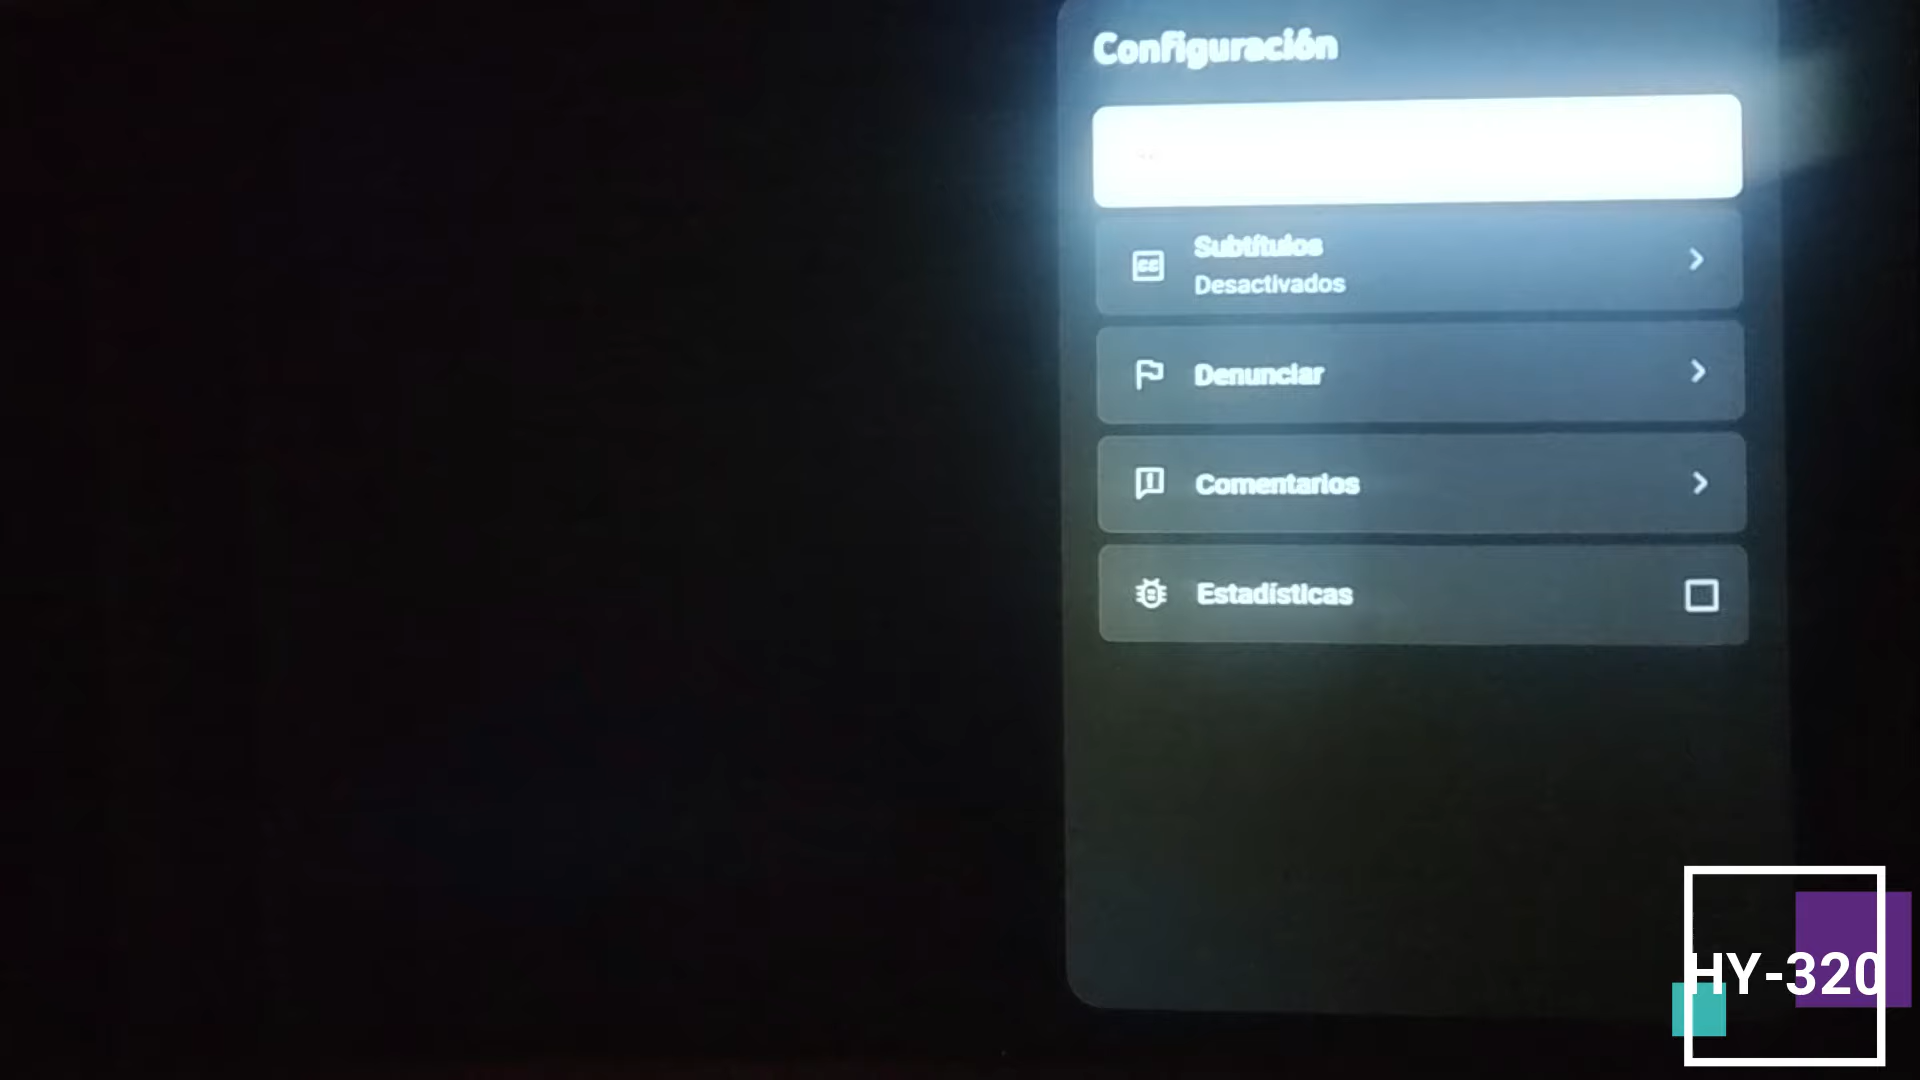 Configuración
Subtítulos
Desactivados
Denunciar
Comentarios
Estadísticas
HY-320